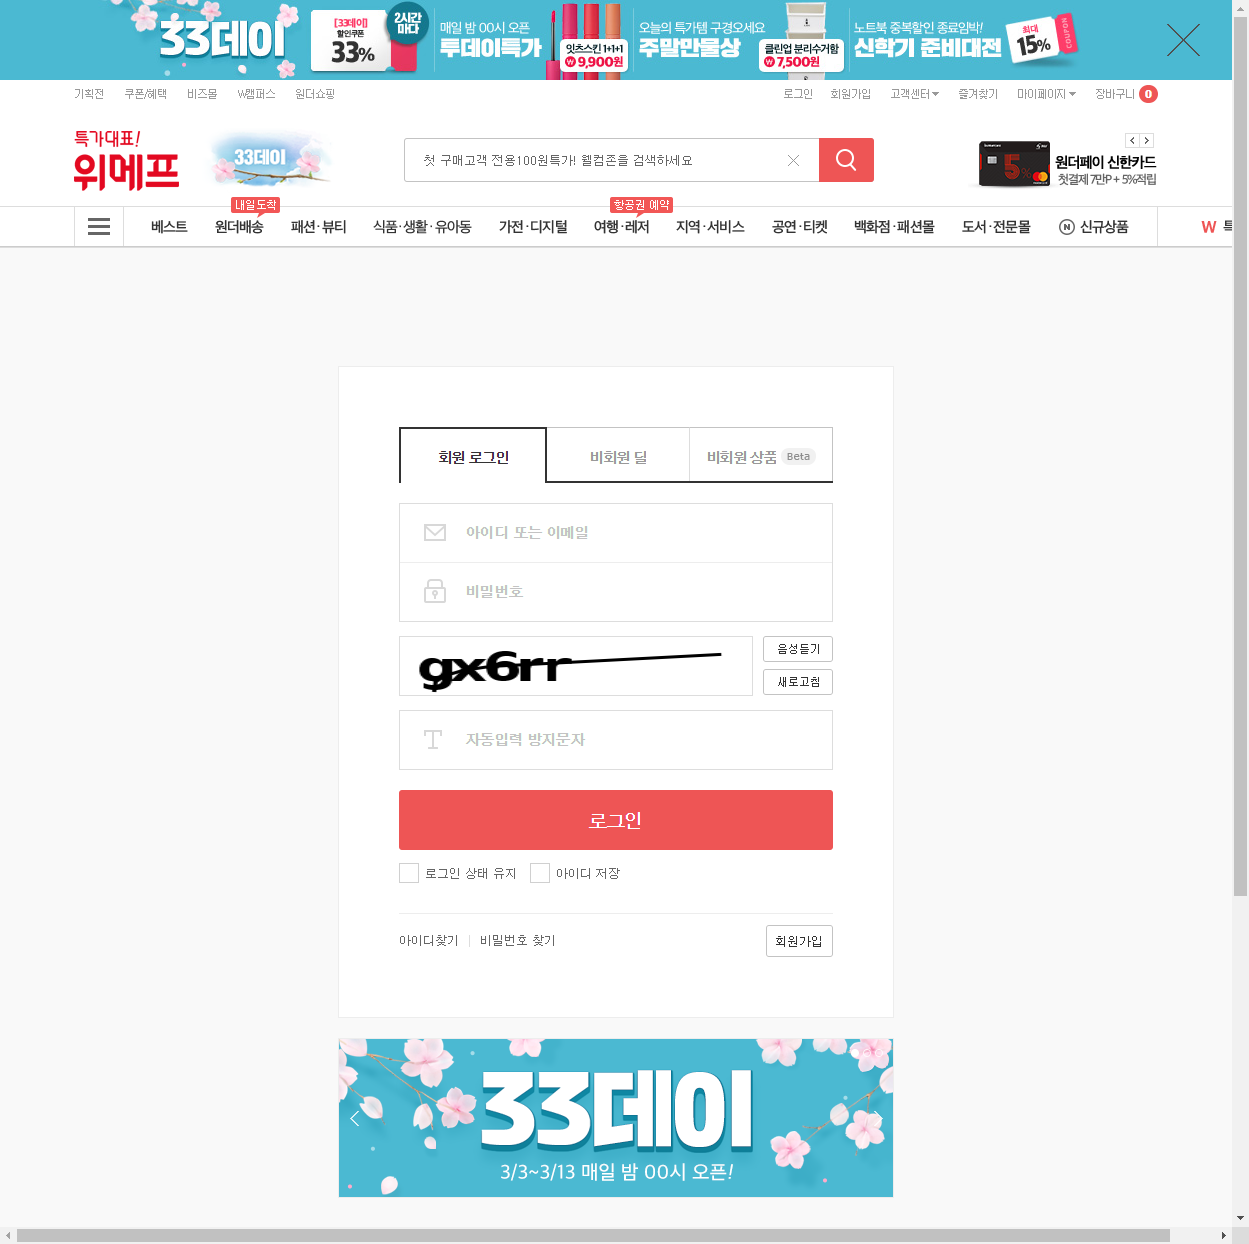 33데이
[33데이]
할인쿠폰
33%
2시간
마다
매일 밤 00시 오픈
투데이특가
잇츠스킨 1+1+1
₩9,900원
오늘의 특가템 구경오세요
주말만물상
클린업 분리수거함
₩7,500원
노트북 중복할인 종료임박!
신학기 준비대전
최대
15%
COUPON
기획전 쿠폰/혜택 비즈몰 W캠퍼스 원더쇼핑
로그인 회원가입 고객센터 즐겨찾기 마이페이지 장바구니 0
특가대표!
위메프
33데이
첫 구매고객 전용100원특가! 웰컴존을 검색하세요
5%
원더페이 신한카드
첫결제 7만P + 5%적립
내일도착
항공권 예약
베스트 원더배송 패션·뷰티 식품·생활·유아동 가전·디지털 여행·레저 지역·서비스 공연·티켓 백화점·패션몰 도서·전문몰 N 신규상품 W 특
회원 로그인 비회원 딜 비회원 상품 Beta
아이디 또는 이메일
비밀번호
gx6rr
음성듣기
새로고침
자동입력 방지문자
로그인
로그인 상태 유지 아이디 저장
아이디찾기 비밀번호 찾기 회원가입
33데이
3/3~3/13 매일 밤 00시 오픈!